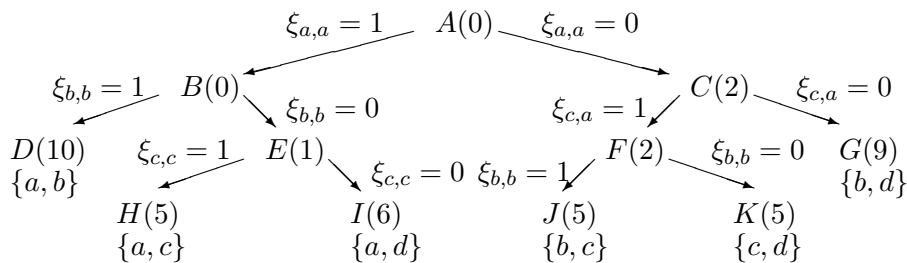 ξ_{a,a} = 1 A(0) ξ_{a,a} = 0
ξ_{b,b} = 1 B(0) C(2) ξ_{c,a} = 0
ξ_{b,b} = 0 ξ_{c,a} = 1
D(10) ξ_{c,c} = 1 E(1) F(2) ξ_{b,b} = 0 G(9)
{a, b} ξ_{c,c} = 0 ξ_{b,b} = 1 {b, d}
H(5) I(6) J(5) K(5)
{a, c} {a, d} {b, c} {c, d}